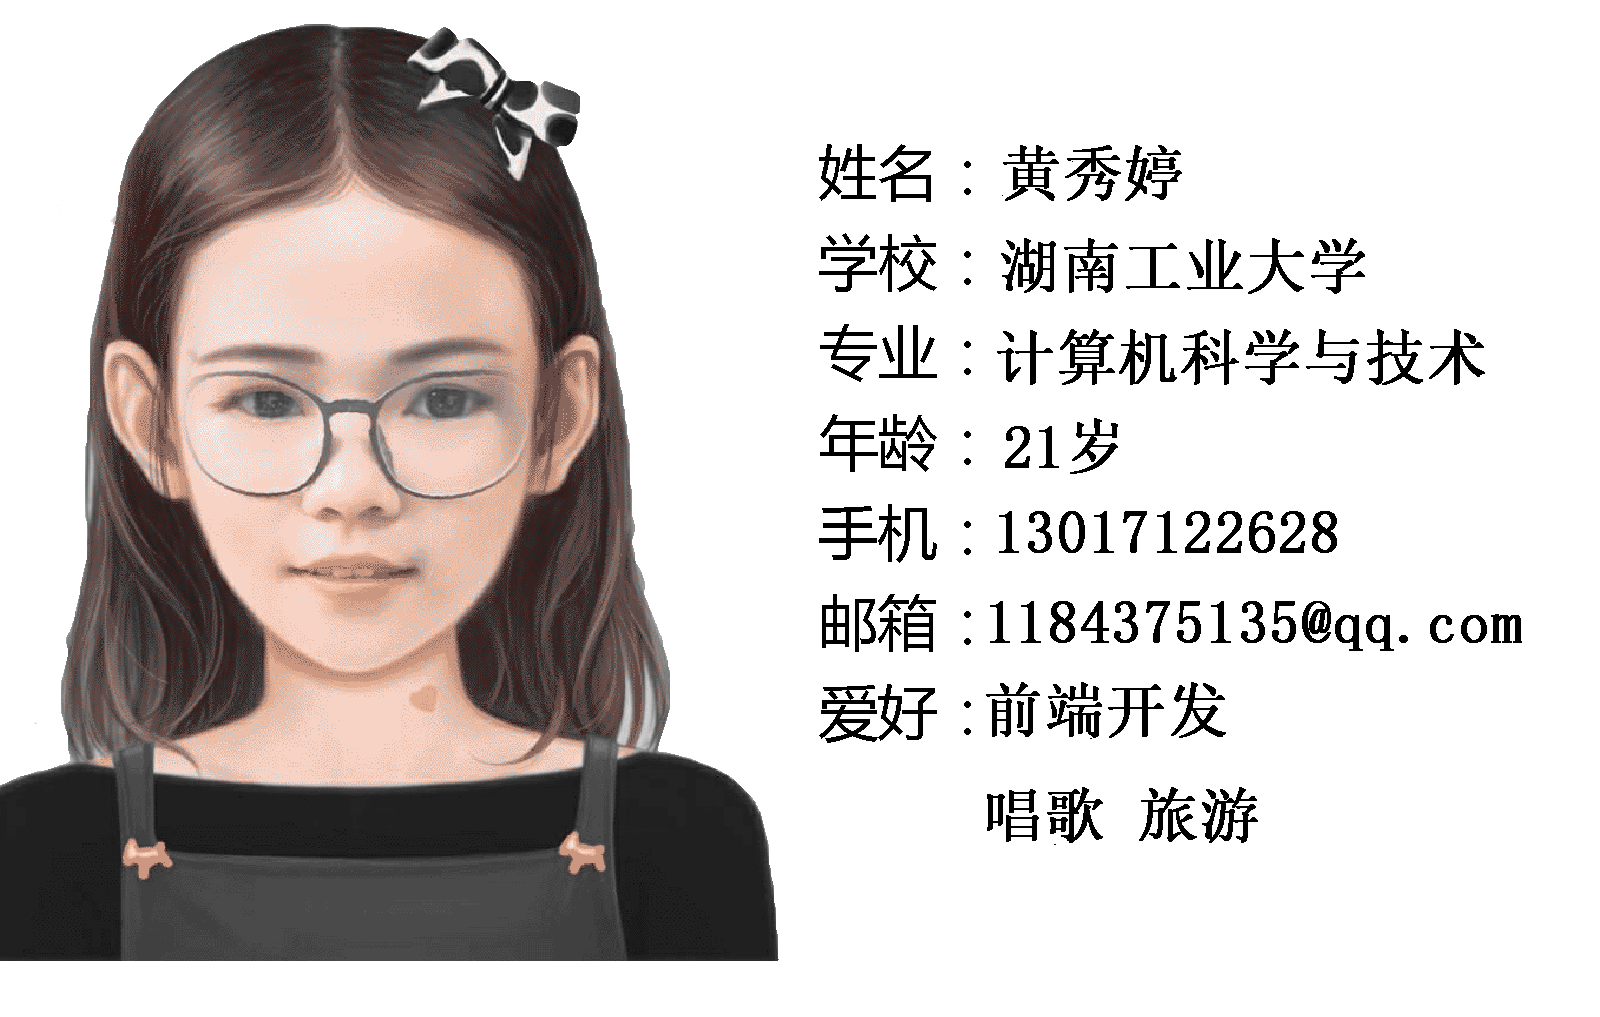 姓名：黄秀婷
学校：湖南工业大学
专业：计算机科学与技术
年龄：21岁
手机：13017122628
邮箱：1184375135@qq.com
爱好：前端开发
唱歌 旅游